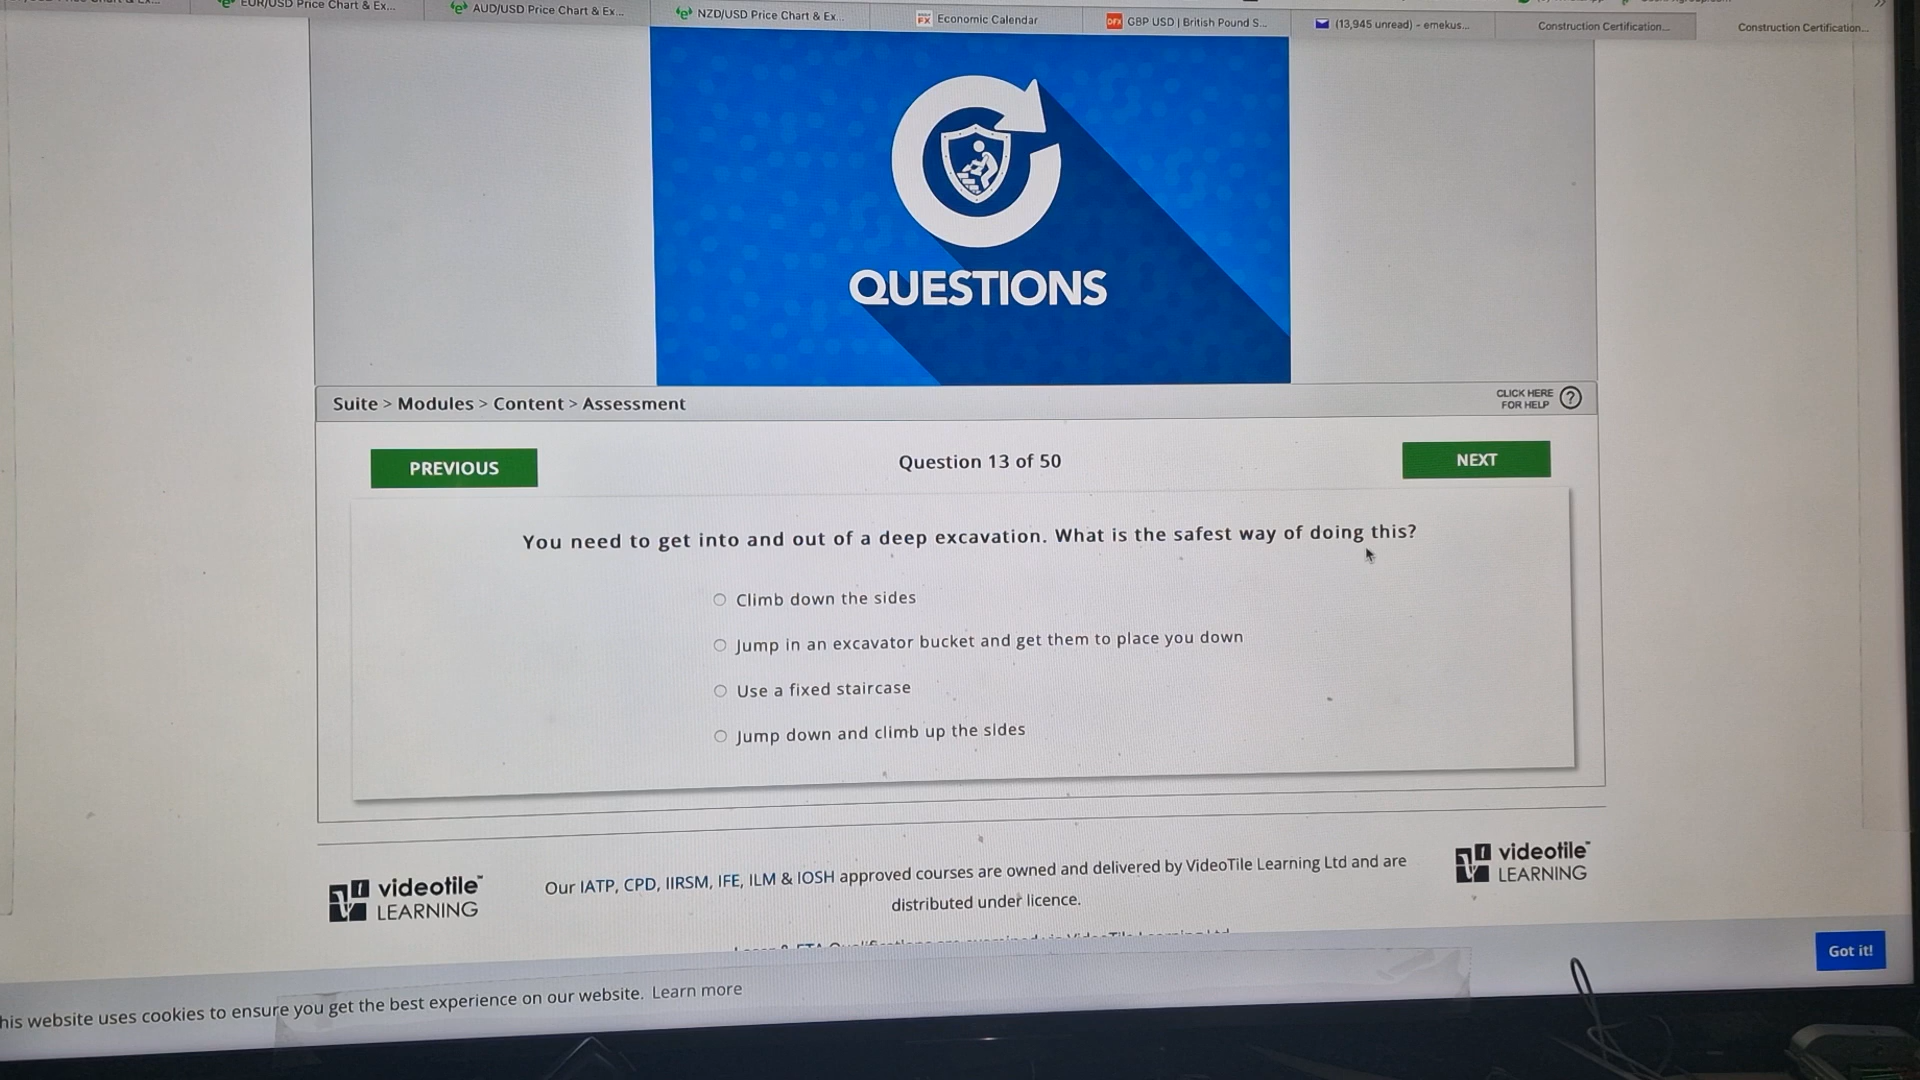 EUR/USD Price Chart & Ex...
AUD/USD Price Chart & Ex...
NZD/USD Price Chart & Ex...
Economic Calendar
GBP USD | British Pound S...
(13,945 unread) - emekus...
Construction Certification...
Construction Certification...
QUESTIONS
Suite > Modules > Content > Assessment
CLICK HERE
FOR HELP ?
PREVIOUS
Question 13 of 50
NEXT
You need to get into and out of a deep excavation. What is the safest way of doing this?
Climb down the sides
Jump in an excavator bucket and get them to place you down
Use a fixed staircase
Jump down and climb up the sides
videotile™
LEARNING
Our IATP, CPD, IIRSM, IFE, ILM & IOSH approved courses are owned and delivered by VideoTile Learning Ltd and are
distributed under licence.
videotile™
LEARNING
Got it!
his website uses cookies to ensure you get the best experience on our website. Learn more